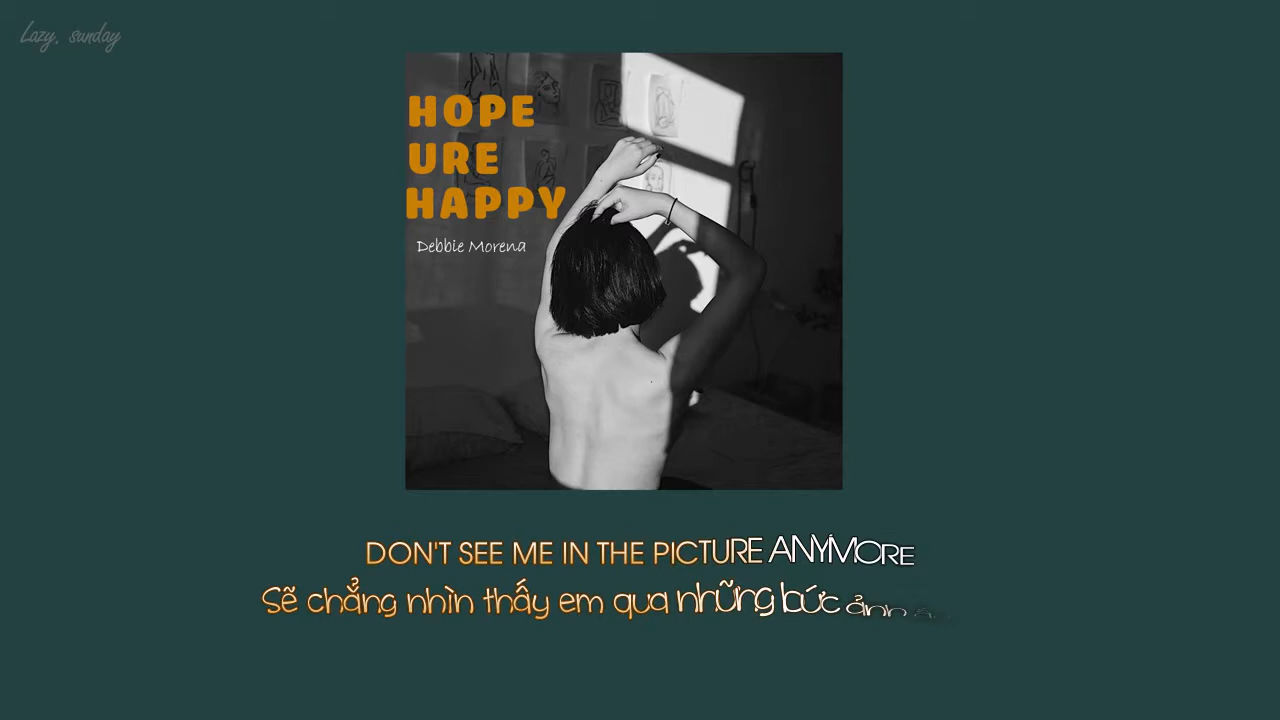 Lazy. sunday
HOPE
URE
HAPPY
Debbie Morena
DON'T SEE ME IN THE PICTURE ANYMORE
Sẽ chẳng nhìn thấy em qua những bức ảnh